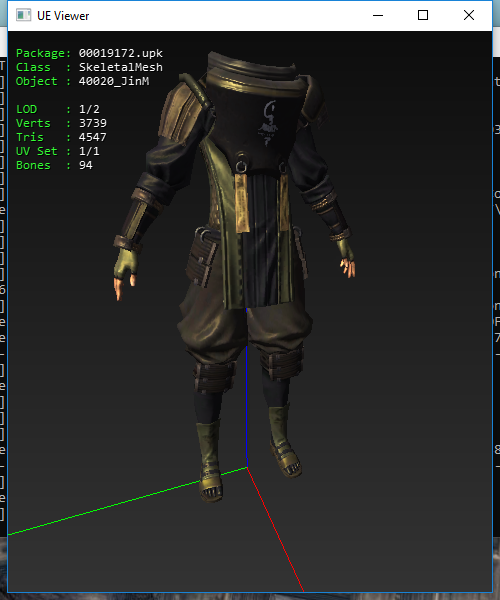 UE Viewer
Package: 00019172.upk
Class : SkeletalMesh
Object : 40020_JinM
LOD : 1/2
Verts : 3739
Tris : 4547
UV Set : 1/1
Bones : 94